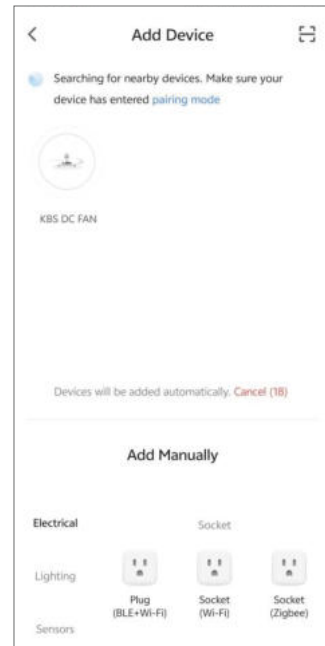 Add Device
Searching for nearby devices. Make sure your
device has entered pairing mode
KBS DC FAN
Devices will be added automatically. Cancel (18)
Add Manually
Electrical
Socket
Lighting
Plug
(BLE+Wi-Fi)
Socket
(Wi-Fi)
Socket
(Zigbee)
Sensors